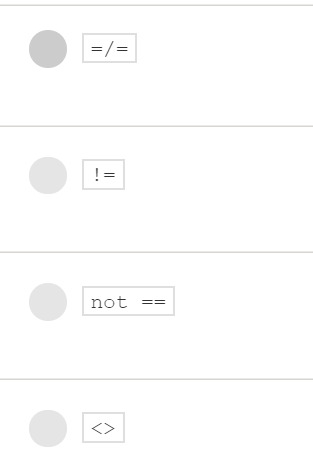 =/=
!=
not ==
<>